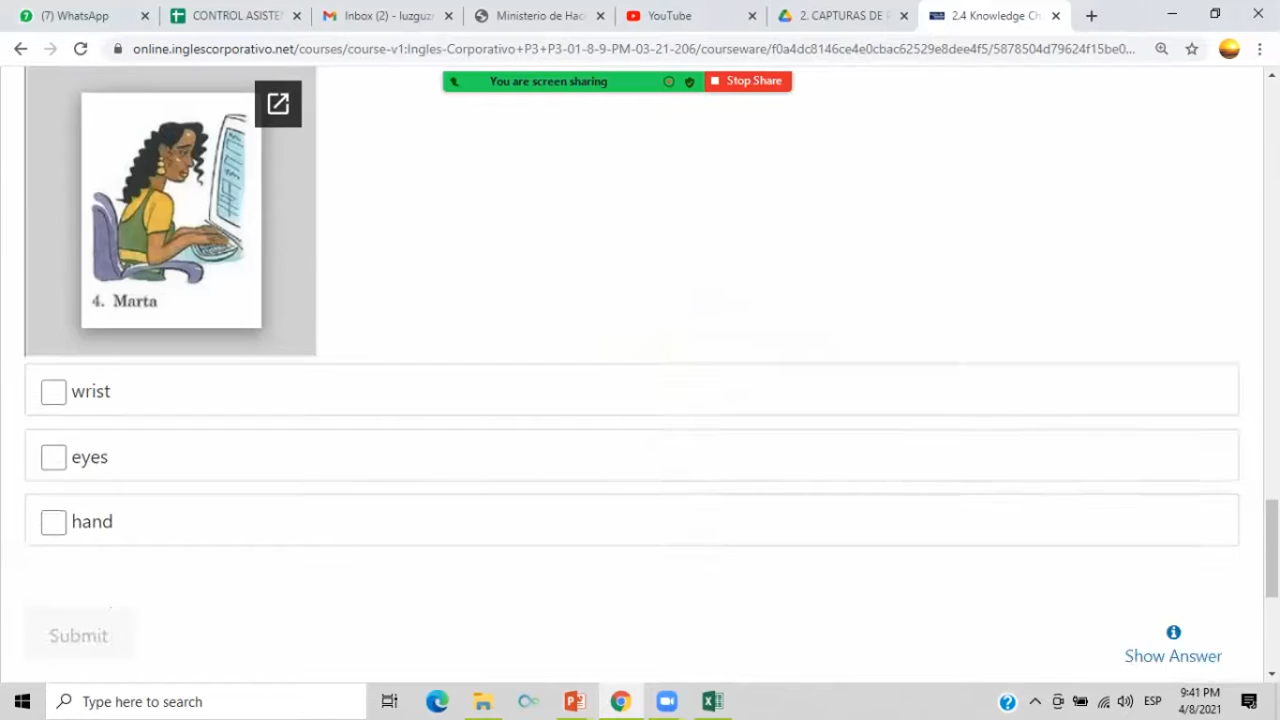 (7) WhatsApp
CONTROL ASISTE
Inbox (2) - luzguz
Ministerio de Hac
YouTube
2. CAPTURAS DE P
2.4 Knowledge Ch
online.inglescorporativo.net/courses/course-v1:Ingles-Corporativo+P3+P3-01-8-9-PM-03-21-206/courseware/f0a4dc8146ce4e0cbac62529e8dee4f5/5878504d79624f15be0...
You are screen sharing
Stop Share
4. Marta
wrist
eyes
hand
Submit
Show Answer
Type here to search
ESP
9:41 PM
4/8/2021